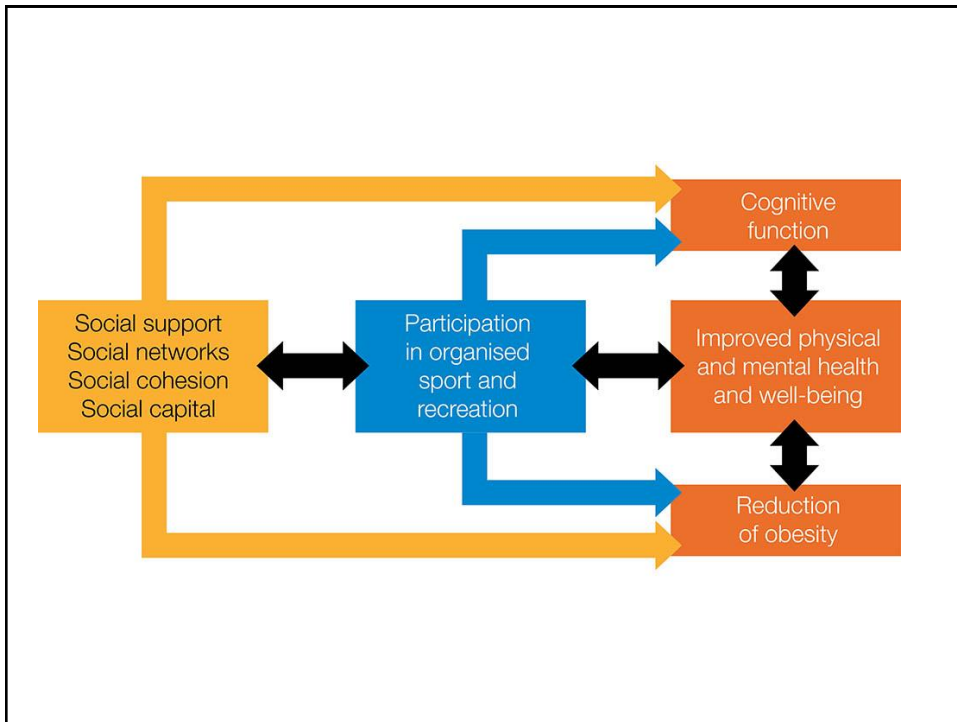 Social support
Social networks
Social cohesion
Social capital
Participation
in organised
sport and
recreation
Cognitive
function
Improved physical
and mental health
and well-being
Reduction
of obesity